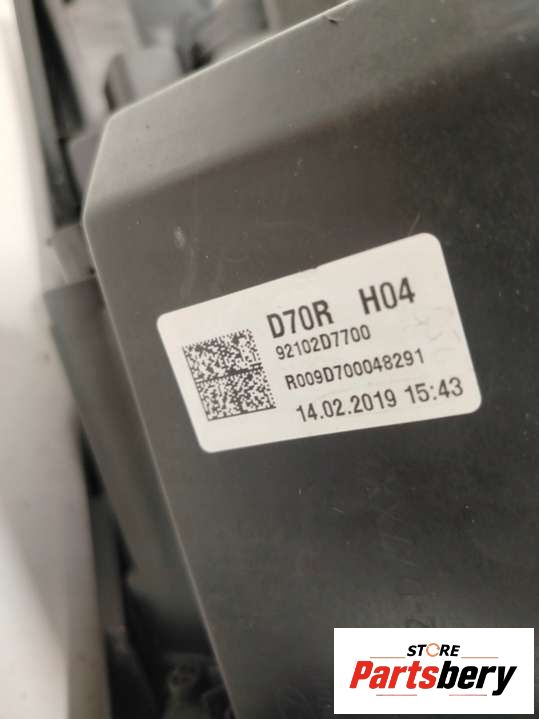 D70R H04
92102D7700
R009D700048291
14.02.2019 15:43
STORE
Partsbery